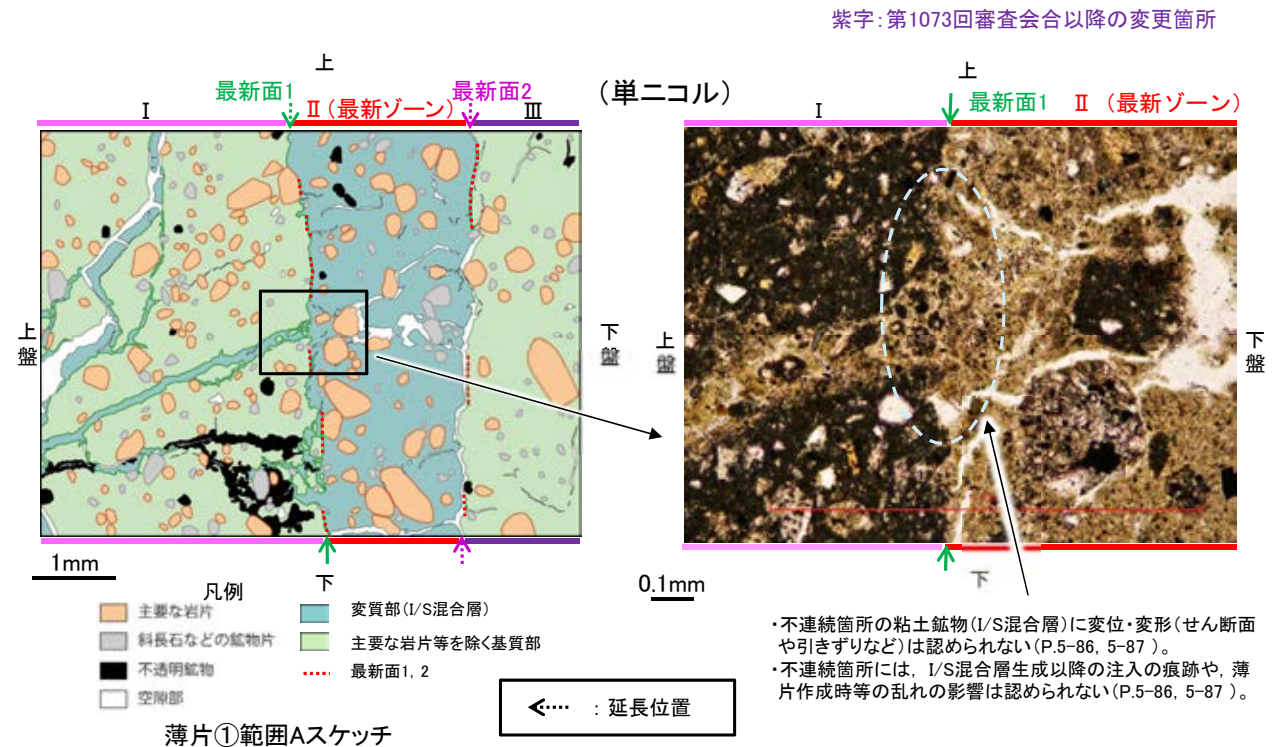 紫字:第1073回審査会合以降の変更箇所
上
最新面1
最新面2
(単ニコル)
Ⅰ
Ⅱ(最新ゾーン)
Ⅲ
上
最新面1
Ⅰ
Ⅱ (最新ゾーン)
上盤
下盤
上盤
下盤
1mm
下
0.1mm
下
凡例
主要な岩片
斜長石などの鉱物片
不透明鉱物
空隙部
変質部(I/S混合層)
主要な岩片等を除く基質部
最新面1, 2
:延長位置
薄片①範囲Aスケッチ
・不連続箇所の粘土鉱物(I/S混合層)に変位・変形(せん断面
や引きずりなど)は認められない(P.5-86, 5-87 )。
・不連続箇所には, I/S混合層生成以降の注入の痕跡や, 薄
片作成時等の乱れの影響は認められない(P.5-86, 5-87 )。